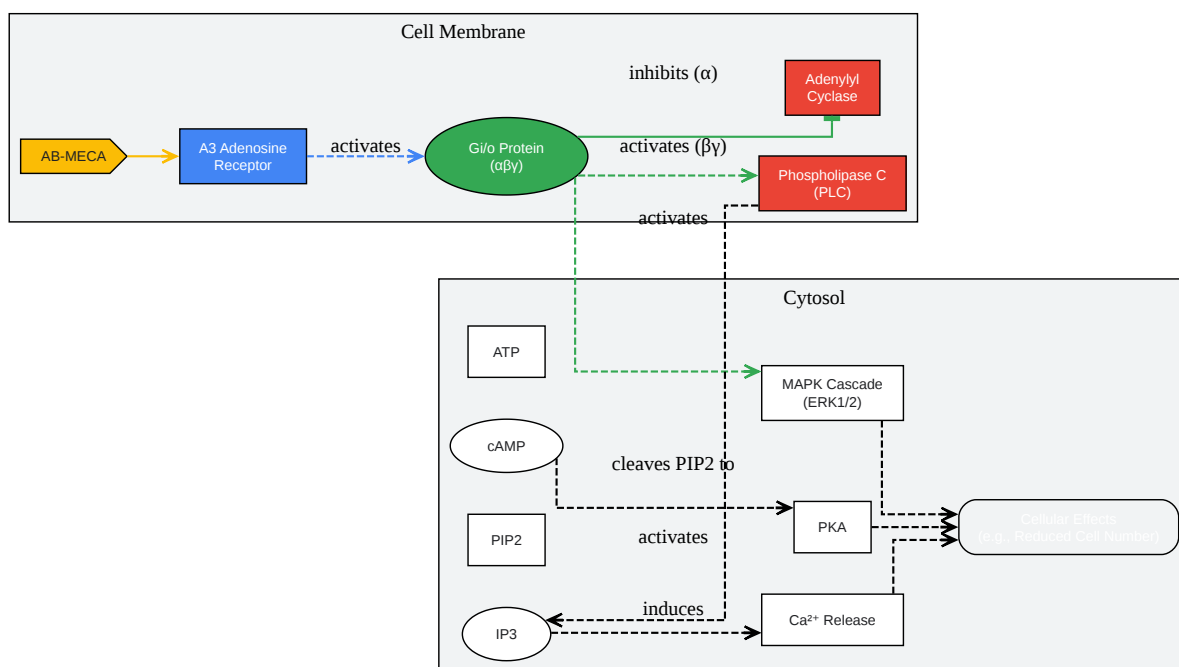 Cell Membrane
inhibits (α)
Adenylyl
Cyclase
AB-MECA
A3 Adenosine
Receptor
activates
Gi/o Protein
(αβγ)
activates (βγ)
Phospholipase C
(PLC)
activates
Cytosol
ATP
MAPK Cascade
(ERK1/2)
cAMP
cleaves PIP2 to
PKA
Cellular Effects
(e.g., Reduced Cell Number)
PIP2
activates
induces
IP3
Ca²⁺ Release